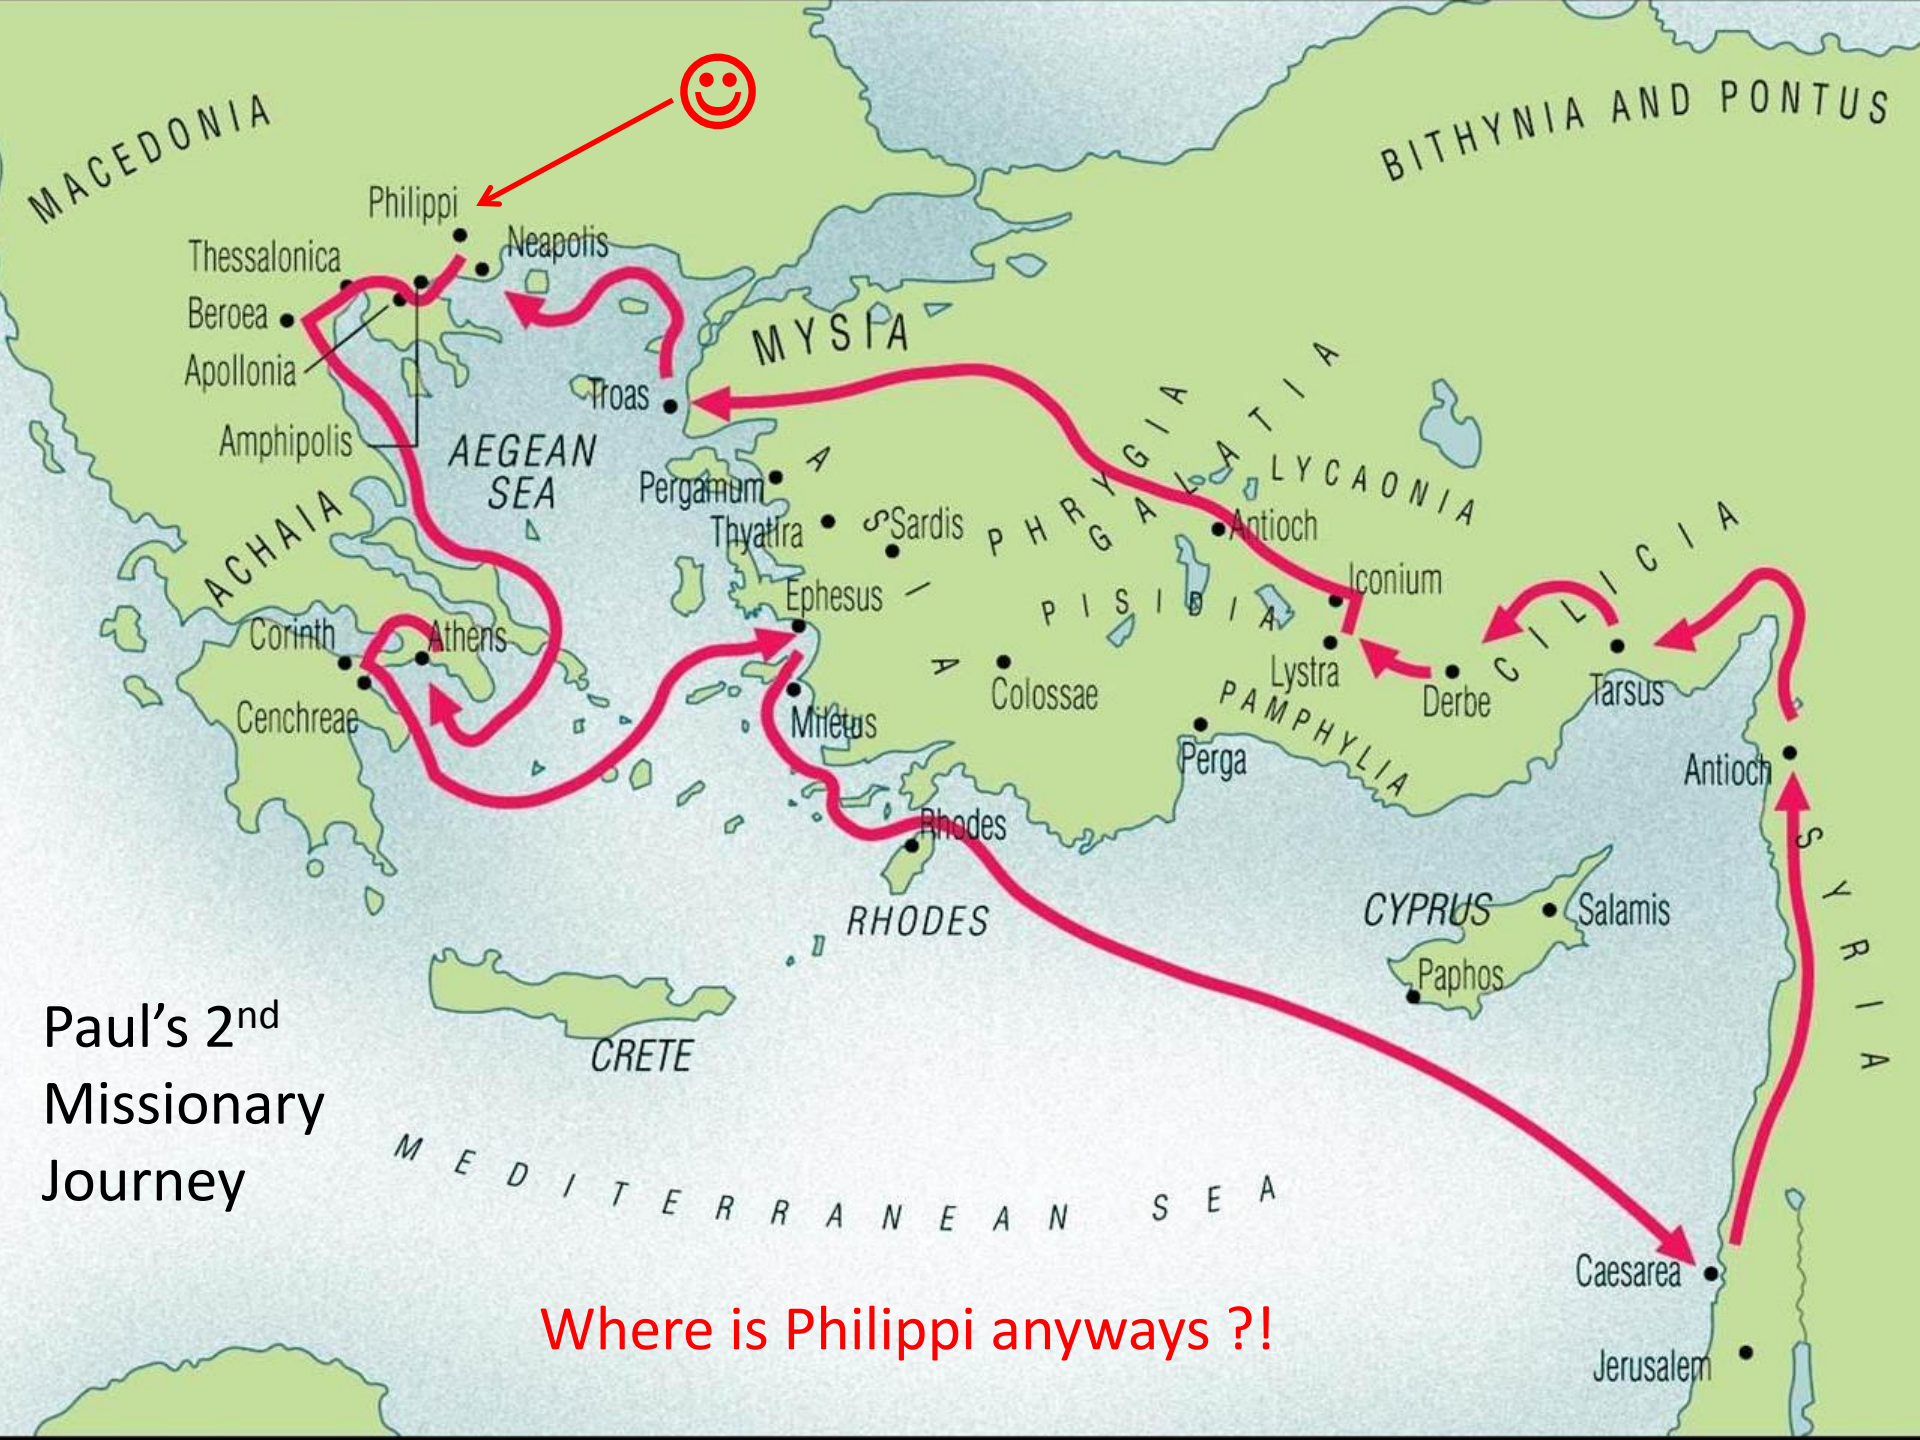 MACEDONIA
BITHYNIA AND PONTUS
Philippi
Neapolis
Thessalonica
Beroea
Apollonia
Amphipolis
MYSIA
Troas
AEGEAN
SEA
Pergamum
Thyatira
Sardis
ASIA
PHRYGIA
GALATIA
LYCAONIA
Antioch
CILICIA
ACHAIA
Iconium
Ephesus
PISIDIA
Corinth
Athens
Lystra
Colossae
Derbe
Tarsus
Cenchreae
Miletus
PAMPHYLIA
Perga
Antioch
Rhodes
RHODES
SYRIA
CYPRUS
Salamis
Paphos
CRETE
Paul’s 2nd
Missionary
Journey
MEDITERRANEAN SEA
Caesarea
Where is Philippi anyways ?!
Jerusalem